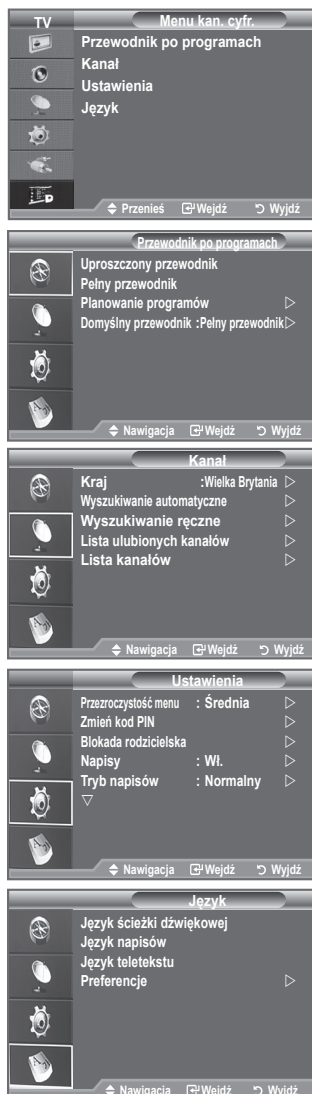 TV Menu kan. cyfr.
Przewodnik po programach
Kanał
Ustawienia
Język
Przenieś Wejdź Wyjdź
Przewodnik po programach
Uproszczony przewodnik
Pełny przewodnik
Planowanie programów
Domyślny przewodnik :Pełny przewodnik
Nawigacja Wejdź Wyjdź
Kanał
Kraj :Wielka Brytania
Wyszukiwanie automatyczne
Wyszukiwanie ręczne
Lista ulubionych kanałów
Lista kanałów
Nawigacja Wejdź Wyjdź
Ustawienia
Przezroczystość menu : Średnia
Zmień kod PIN
Blokada rodzicielska
Napisy : Wł.
Tryb napisów : Normalny
Nawigacja Wejdź Wyjdź
Język
Język ścieżki dźwiękowej
Język napisów
Język teletekstu
Preferencje
Nawigacja Wejdź Wyjdź